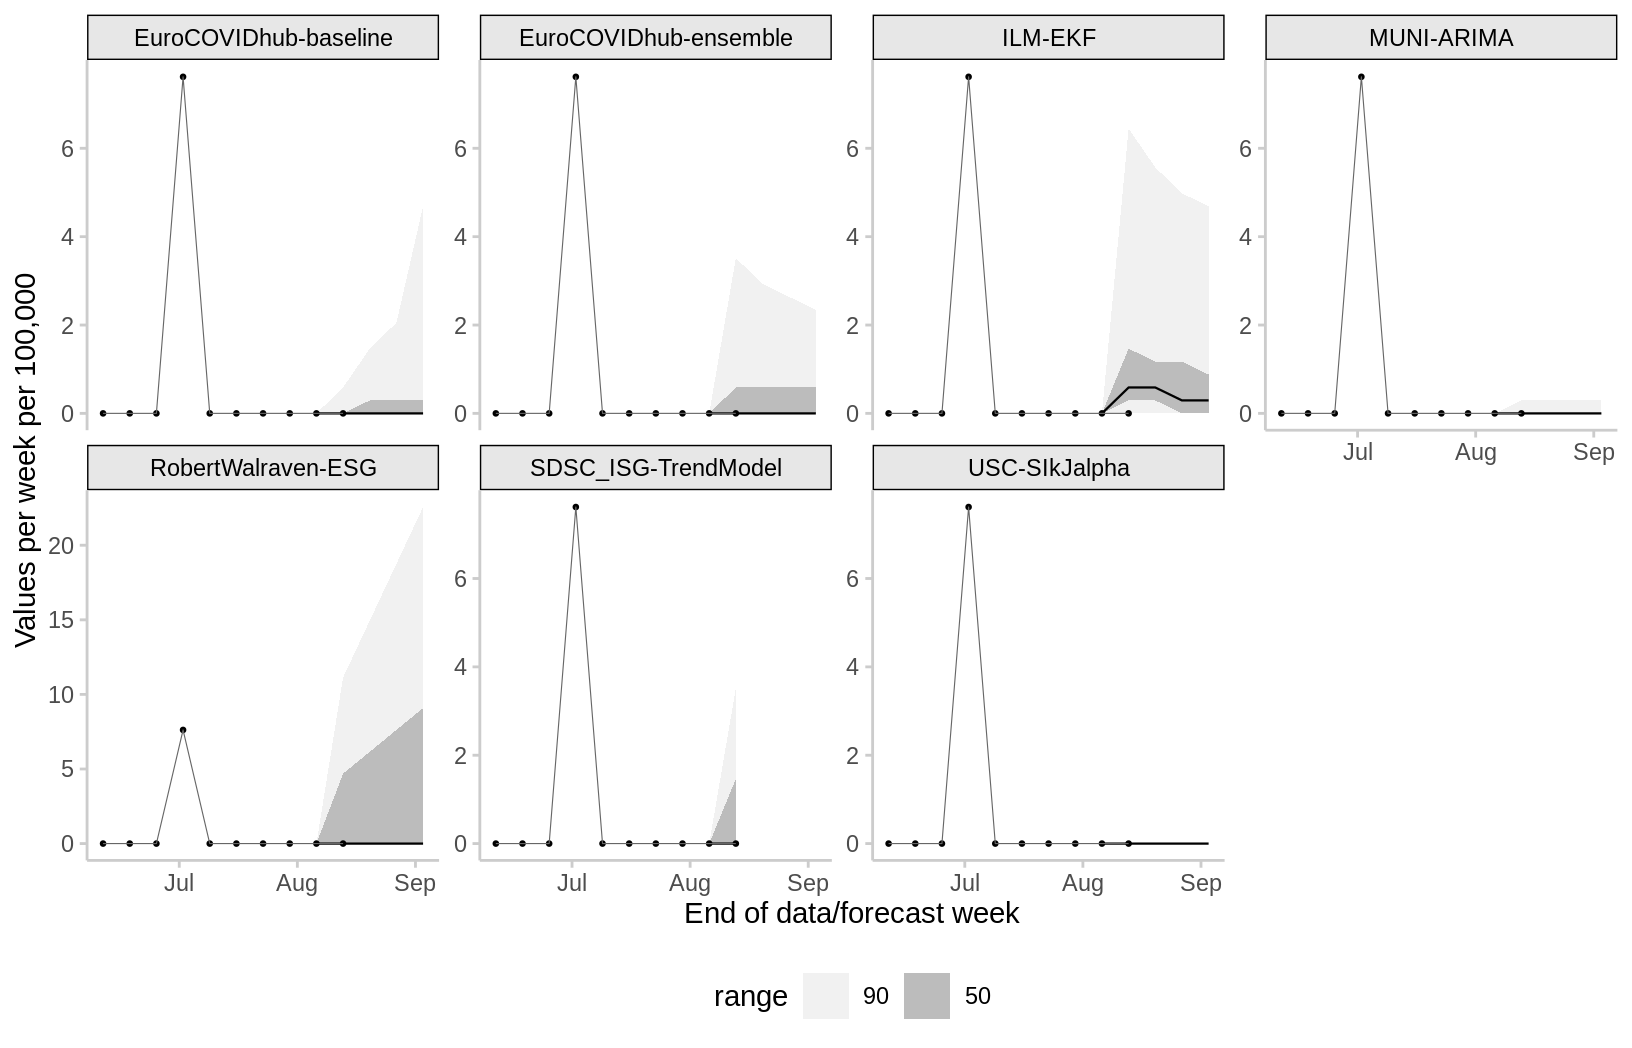 EuroCOVIDhub-baseline
EuroCOVIDhub-ensemble
ILM-EKF
MUNI-ARIMA
6
4
2
0
6
4
2
0
6
4
2
0
6
4
2
0
Jul
Aug
Sep
RobertWalraven-ESG
SDSC_ISG-TrendModel
USC-SIkJalpha
20
15
10
5
0
6
4
2
0
6
4
2
0
Jul
Aug
Sep
Jul
Aug
Sep
Jul
Aug
Sep
Values per week per 100,000
End of data/forecast week
range
90
50